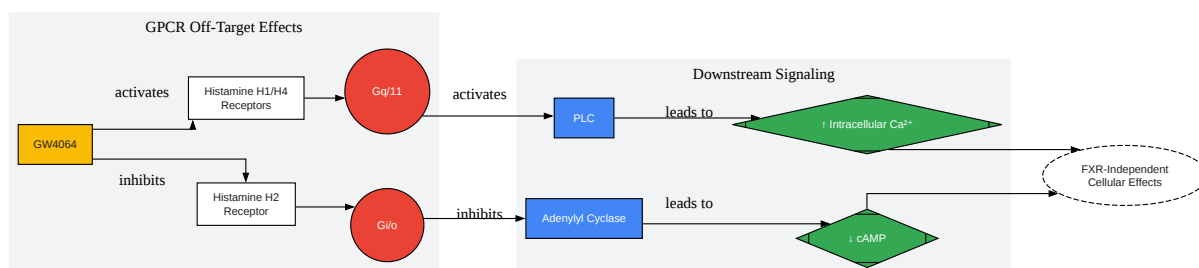 GPCR Off-Target Effects
Downstream Signaling
activates
Histamine H1/H4
Receptors
Gq/11
activates
PLC
leads to
↑ Intracellular Ca²⁺
GW4064
FXR-Independent
Cellular Effects
inhibits
Histamine H2
Receptor
Gi/o
inhibits
Adenylyl Cyclase
leads to
↓ cAMP